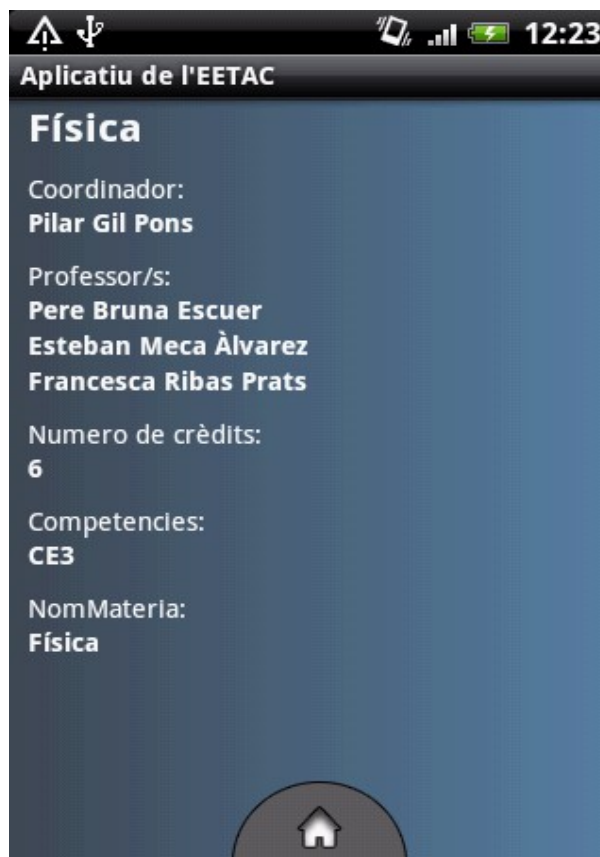 12:23
Aplicatiu de l'EETAC
Física
Coordinador:
Pilar Gil Pons
Professor/s:
Pere Bruna Escuer
Esteban Meca Àlvarez
Francesca Ribas Prats
Numero de crèdits:
6
Competencies:
CE3
NomMateria:
Física